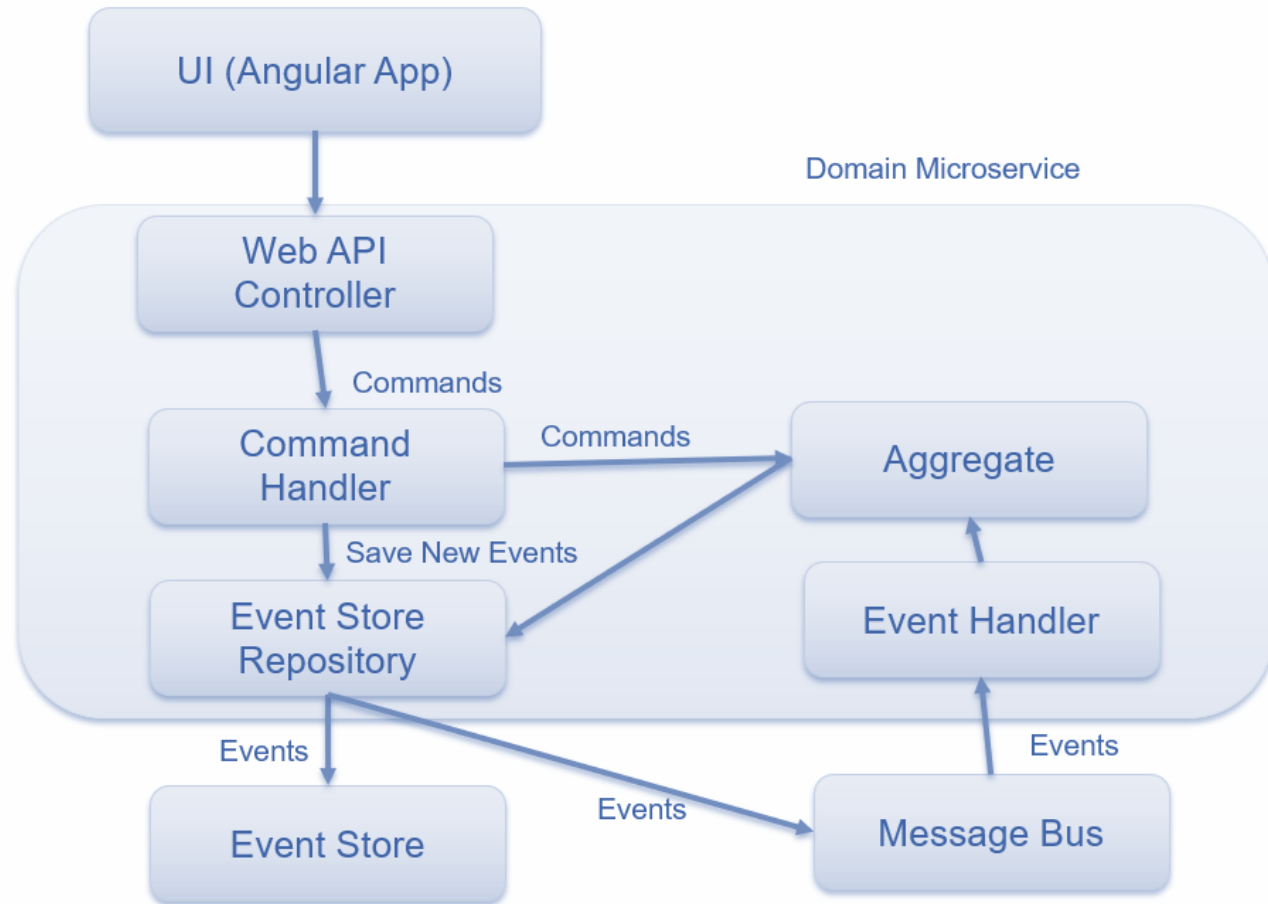 UI (Angular App)
Domain Microservice
Web API
Controller
Commands
Command
Handler
Commands
Aggregate
Save New Events
Event Store
Repository
Event Handler
Events
Events
Events
Event Store
Message Bus